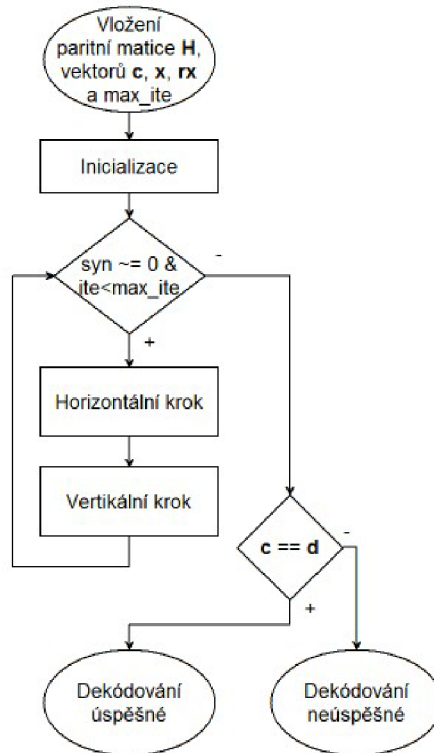 Vložení
paritní matice H,
vektorů c, x, rx
a max_ite
Inicializace
syn ~= 0 &
ite<max_ite
-
+
Horizontální krok
Vertikální krok
c == d
-
+
Dekódování
úspěšné
Dekódování
neúspěšné